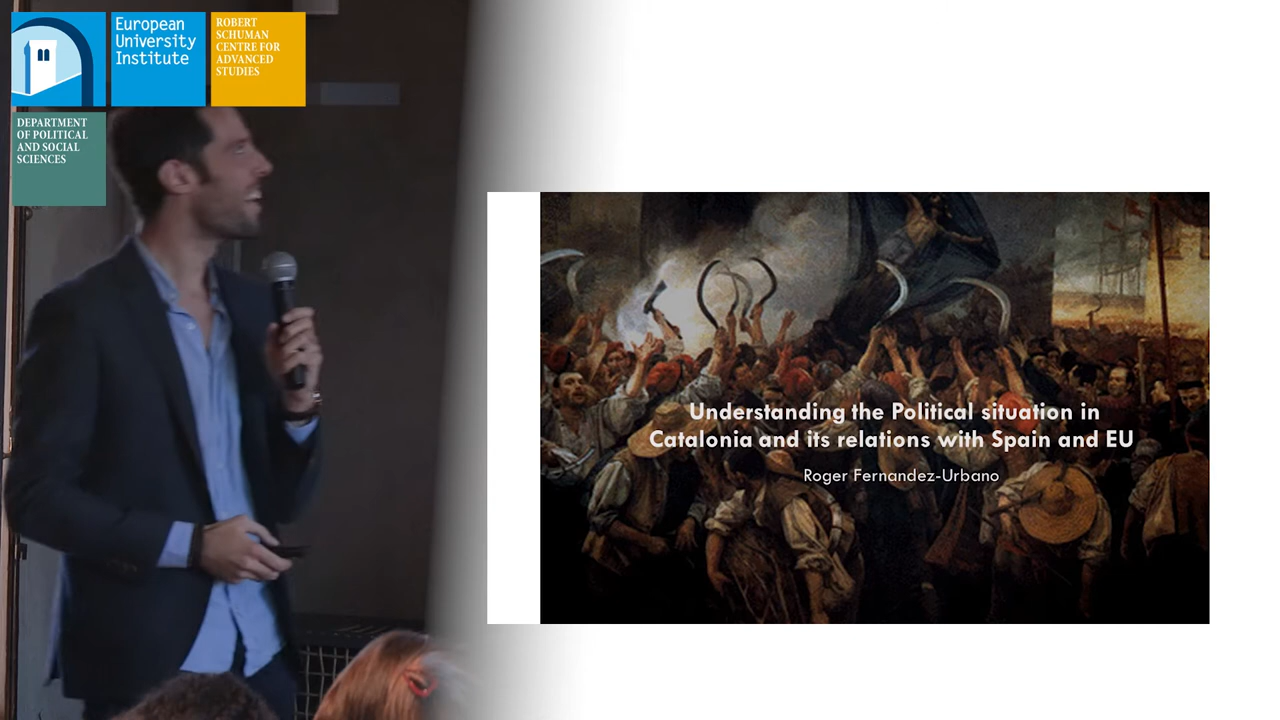 European
University
Institute
ROBERT
SCHUMAN
CENTRE FOR
ADVANCED
STUDIES
DEPARTMENT
OF POLITICAL
AND SOCIAL
SCIENCES
Understanding the Political situation in
Catalonia and its relations with Spain and EU
Roger Fernandez-Urbano